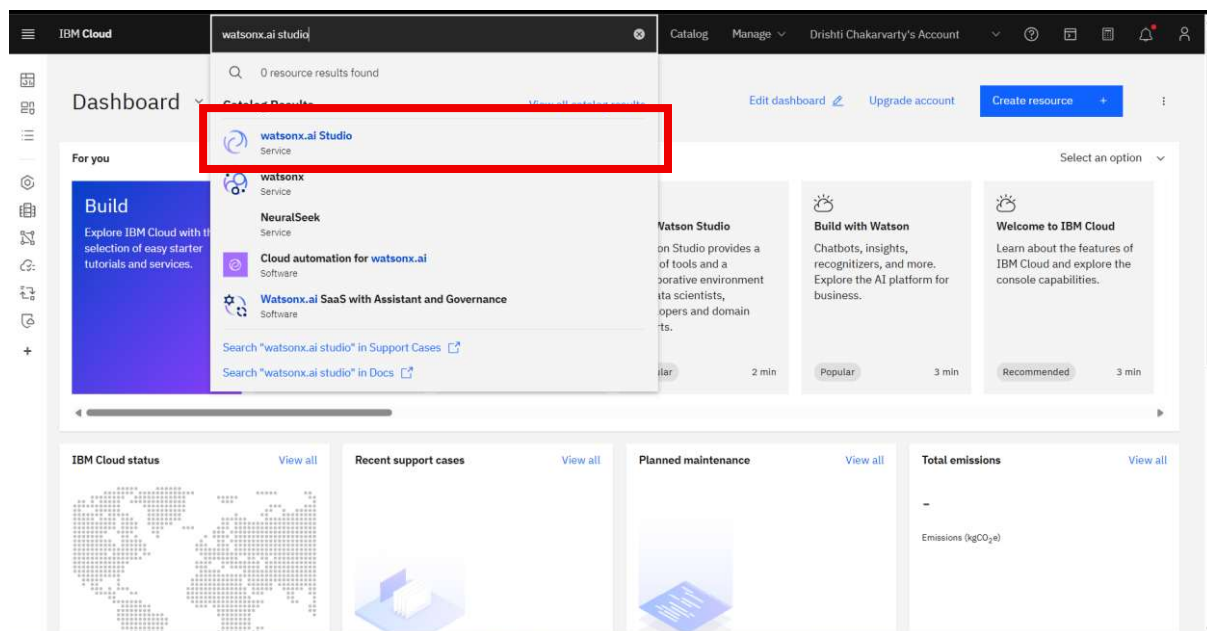 IBM Cloud
watsonx.ai studio
Catalog
Manage
Drishti Chakarvarty's Account
0 resource results found
Dashboard
Catalog Results
View all catalog results
Edit dashboard
Upgrade account
Create resource +
watsonx.ai Studio
Service
For you
Select an option
watsonx
Service
Build
Explore IBM Cloud with th
selection of easy starter
tutorials and services.
NeuralSeek
Service
Cloud automation for watsonx.ai
Software
Watsonx.ai SaaS with Assistant and Governance
Software
Search "watsonx.ai studio" in Support Cases
Search "watsonx.ai studio" in Docs
Watson Studio
on Studio provides a
of tools and a
borative environment
ata scientists,
opers and domain
rts.
ular
2 min
Build with Watson
Chatbots, insights,
recognitizers, and more.
Explore the AI platform for
business.
Popular
3 min
Welcome to IBM Cloud
Learn about the features of
IBM Cloud and explore the
console capabilities.
Recommended
3 min
IBM Cloud status
View all
Recent support cases
View all
Planned maintenance
View all
Total emissions
View all
-
Emissions (kgCO₂e)